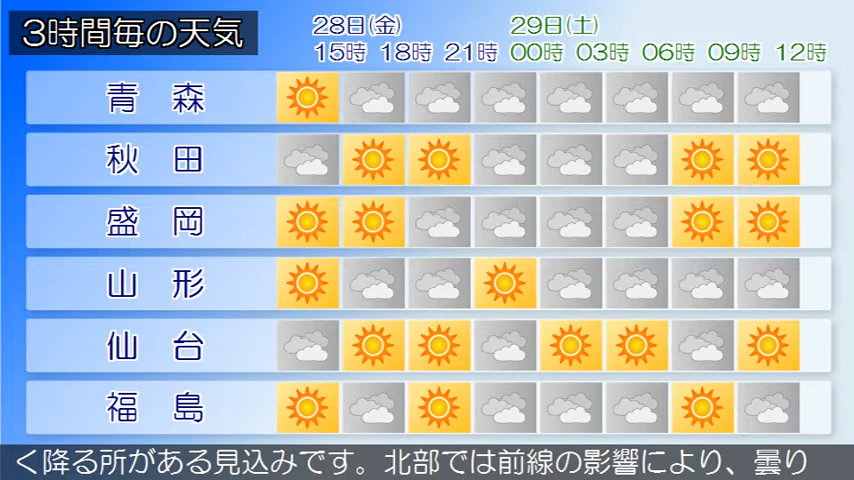 3時間毎の天気
28日(金) 29日(土)
15時 18時 21時 00時 03時 06時 09時 12時
青森
秋田
盛岡
山形
仙台
福島
く降る所がある見込みです。北部では前線の影響により、曇り